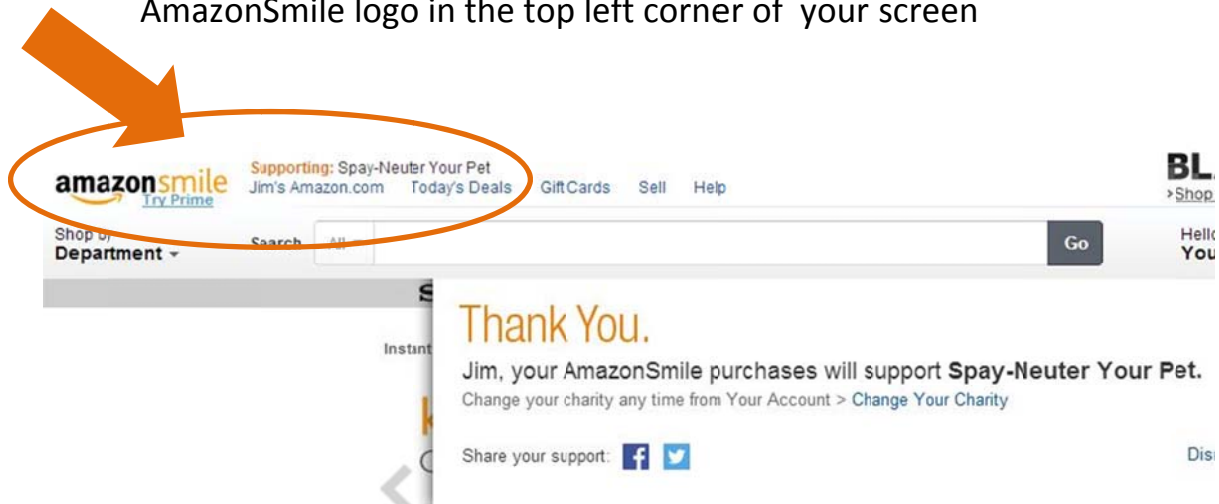 AmazonSmile logo in the top left corner of your screen
amazonsmile
Try Prime
Supporting: Spay-Neuter Your Pet
Jim's Amazon.com Today's Deals Gift Cards Sell Help
Shop
Department
Search All
Go
Thank You.
Jim, your AmazonSmile purchases will support Spay-Neuter Your Pet.
Change your charity any time from Your Account > Change Your Charity
Share your support: